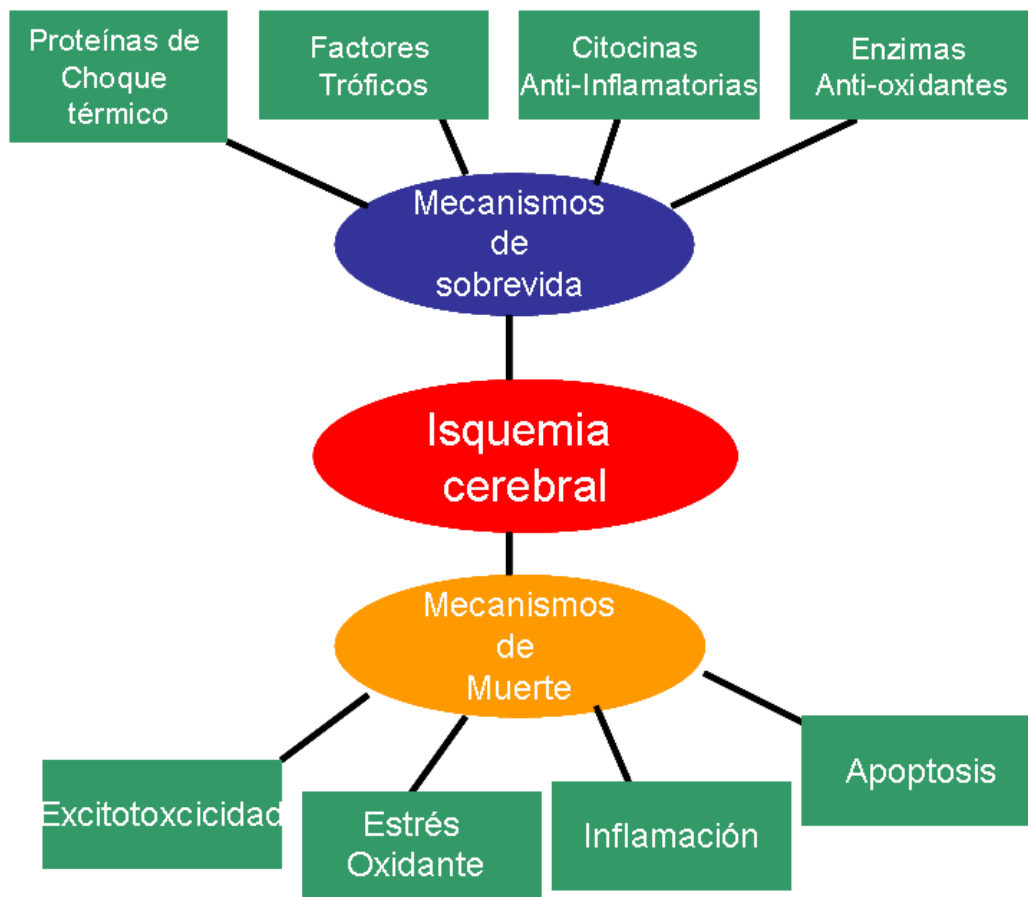 Proteínas de
Choque
térmico
Factores
Tróficos
Citocinas
Anti-Inflamatorias
Enzimas
Anti-oxidantes
Mecanismos
de
sobrevida
Isquemia
cerebral
Mecanismos
de
Muerte
Excitotoxcicidad
Estrés
Oxidante
Inflamación
Apoptosis